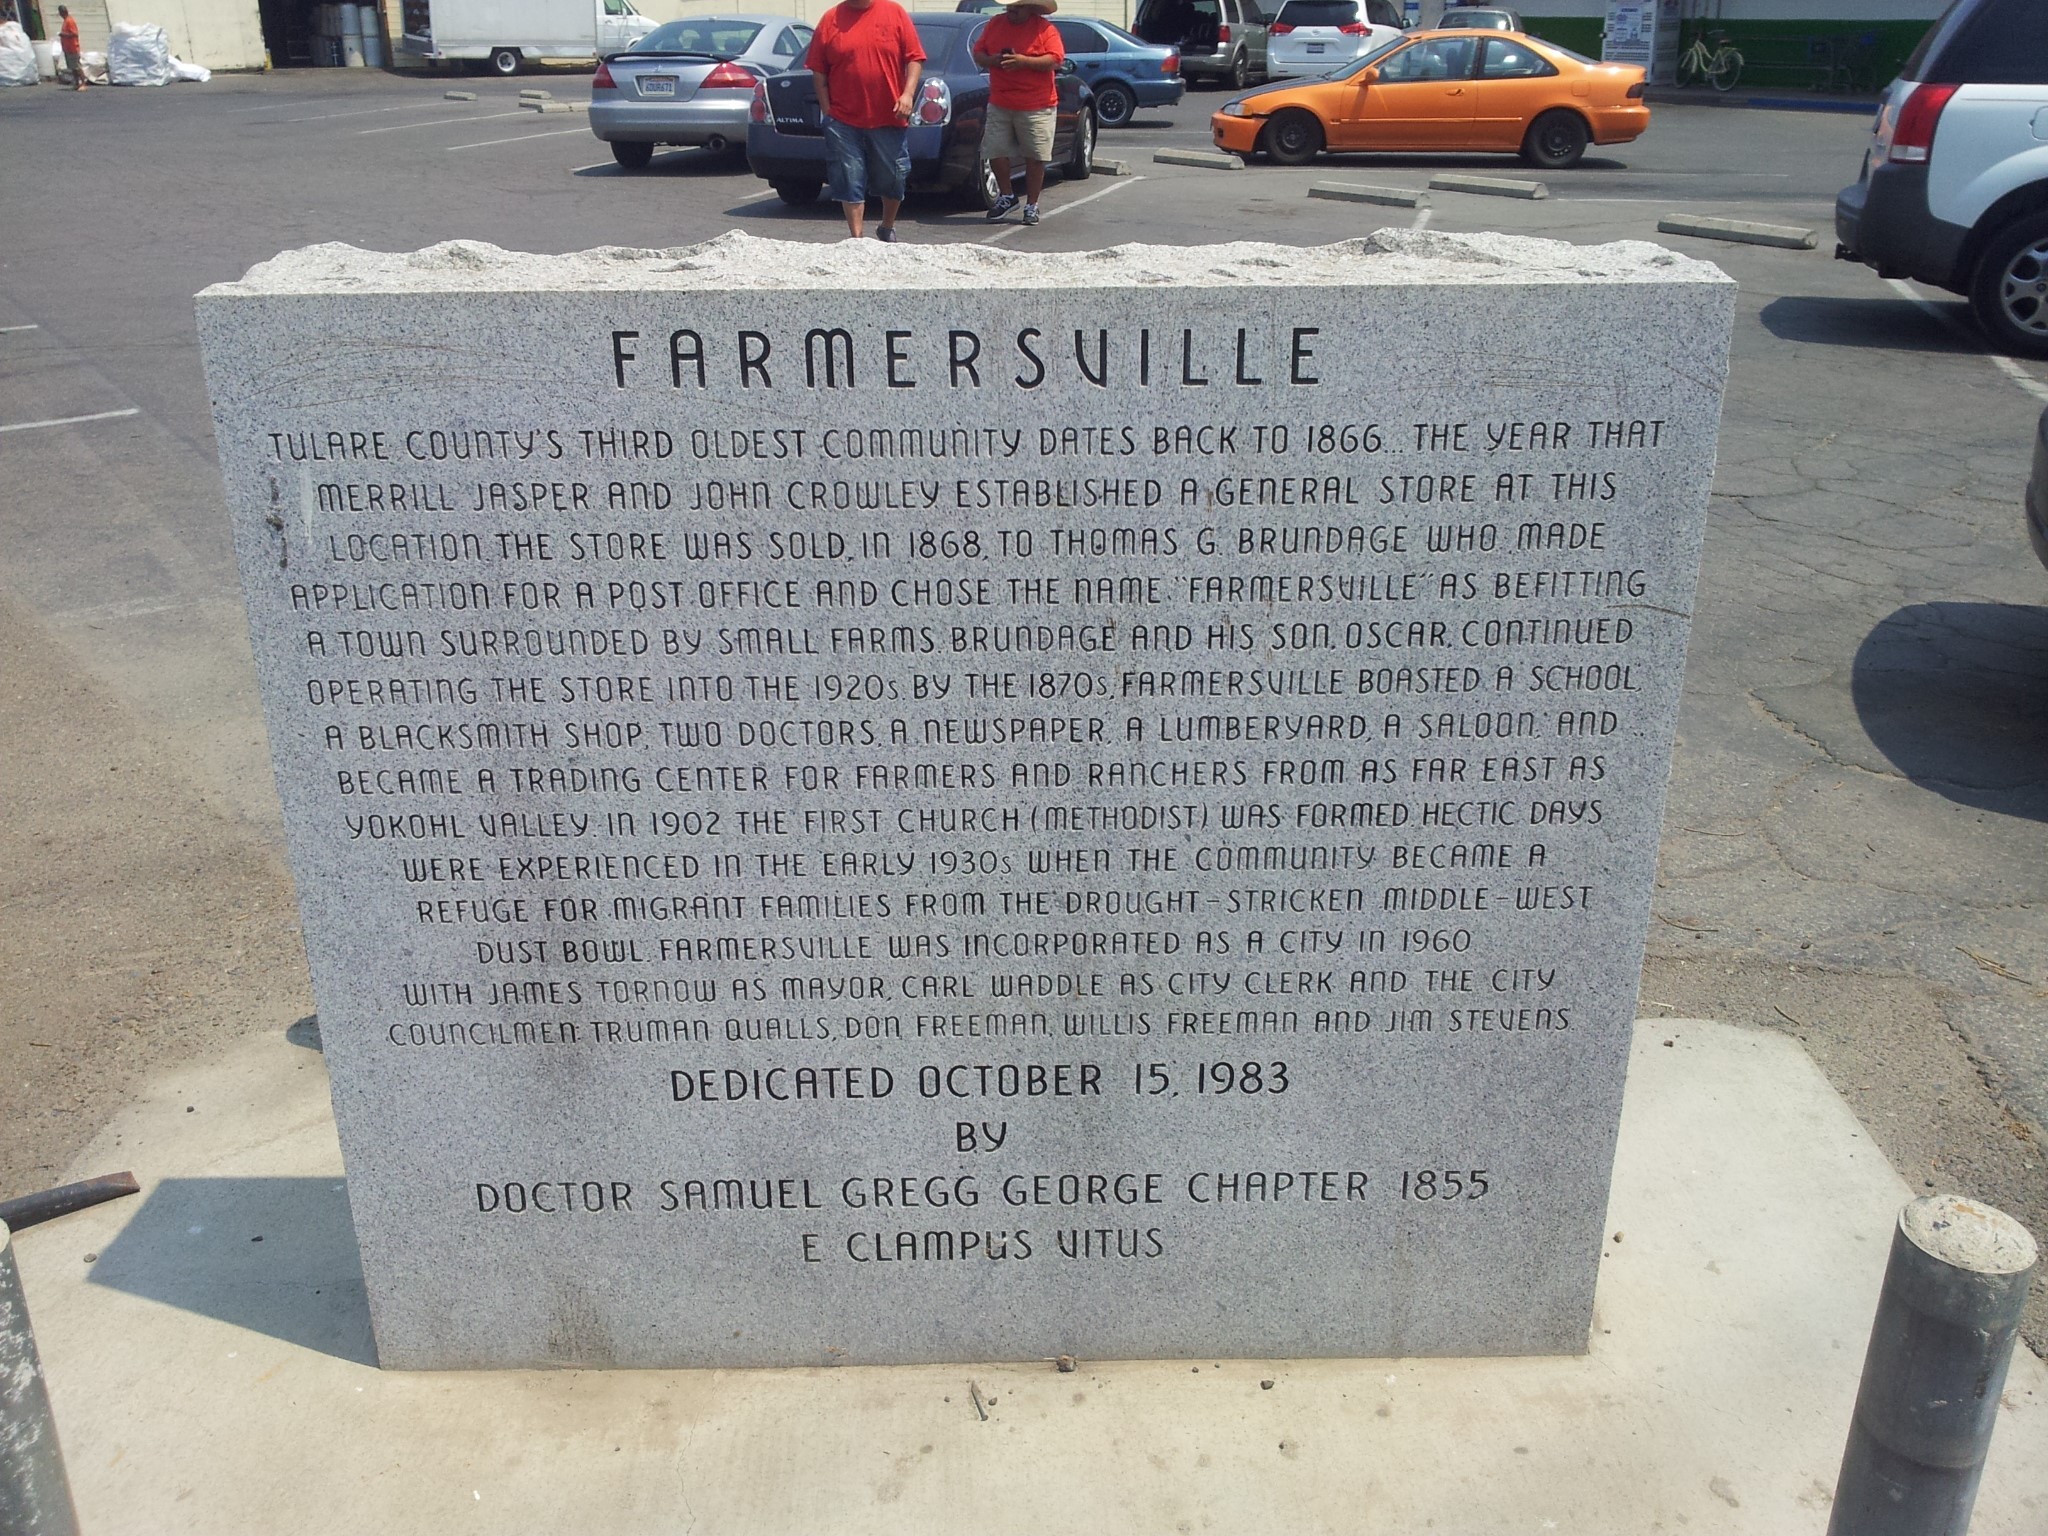 ALTIMA
FARMERSVILLE
TULARE COUNTY'S THIRD OLDEST COMMUNITY DATES BACK TO 1866... THE YEAR THAT
MERRILL JASPER AND JOHN CROWLEY ESTABLISHED A GENERAL STORE AT THIS
LOCATION. THE STORE WAS SOLD, IN 1868, TO THOMAS G. BRUNDAGE WHO MADE
APPLICATION FOR A POST OFFICE AND CHOSE THE NAME "FARMERSVILLE" AS BEFITTING
A TOWN SURROUNDED BY SMALL FARMS. BRUNDAGE AND HIS SON, OSCAR, CONTINUED
OPERATING THE STORE INTO THE 1920s. BY THE 1870s, FARMERSVILLE BOASTED A SCHOOL,
A BLACKSMITH SHOP, TWO DOCTORS, A NEWSPAPER, A LUMBERYARD, A SALOON, AND
BECAME A TRADING CENTER FOR FARMERS AND RANCHERS FROM AS FAR EAST AS
YOKOHL VALLEY. IN 1902 THE FIRST CHURCH (METHODIST) WAS FORMED. HECTIC DAYS
WERE EXPERIENCED IN THE EARLY 1930s WHEN THE COMMUNITY BECAME A
REFUGE FOR MIGRANT FAMILIES FROM THE DROUGHT-STRICKEN MIDDLE-WEST
DUST BOWL. FARMERSVILLE WAS INCORPORATED AS A CITY IN 1960
WITH JAMES TORNOW AS MAYOR, CARL WADDLE AS CITY CLERK AND THE CITY
COUNCILMEN: TRUMAN QUALLS, DON FREEMAN, WILLIS FREEMAN AND JIM STEVENS.
DEDICATED OCTOBER 15, 1983
BY
DOCTOR SAMUEL GREGG GEORGE CHAPTER 1855
E CLAMPUS VITUS